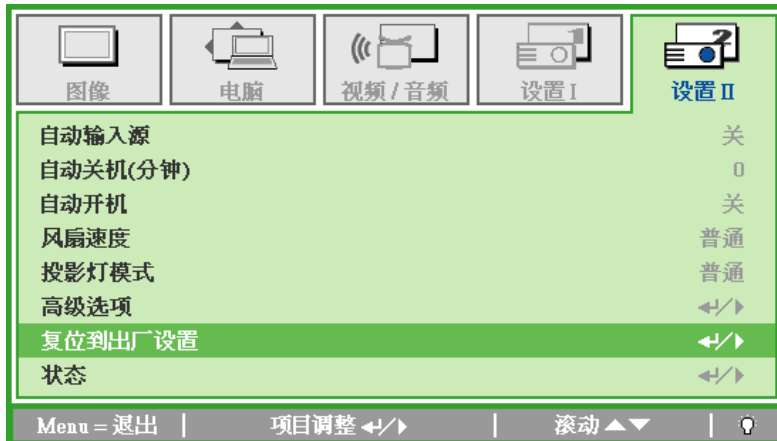 图像 电脑 视频 / 音频 设置 I 设置 II
自动输入源 关
自动关机(分钟) 0
自动开机 关
风扇速度 普通
投影灯模式 普通
高级选项
复位到出厂设置
状态
Menu = 退出 项目调整 滚动